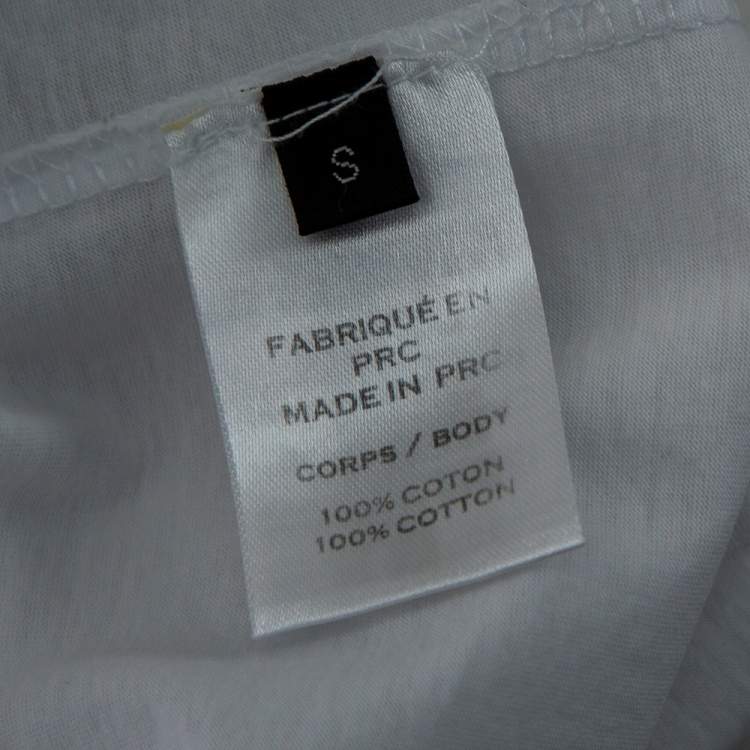 S
FABRIQUÉ EN
PRC
MADE IN PRC
CORPS / BODY
100% COTON
100% COTTON